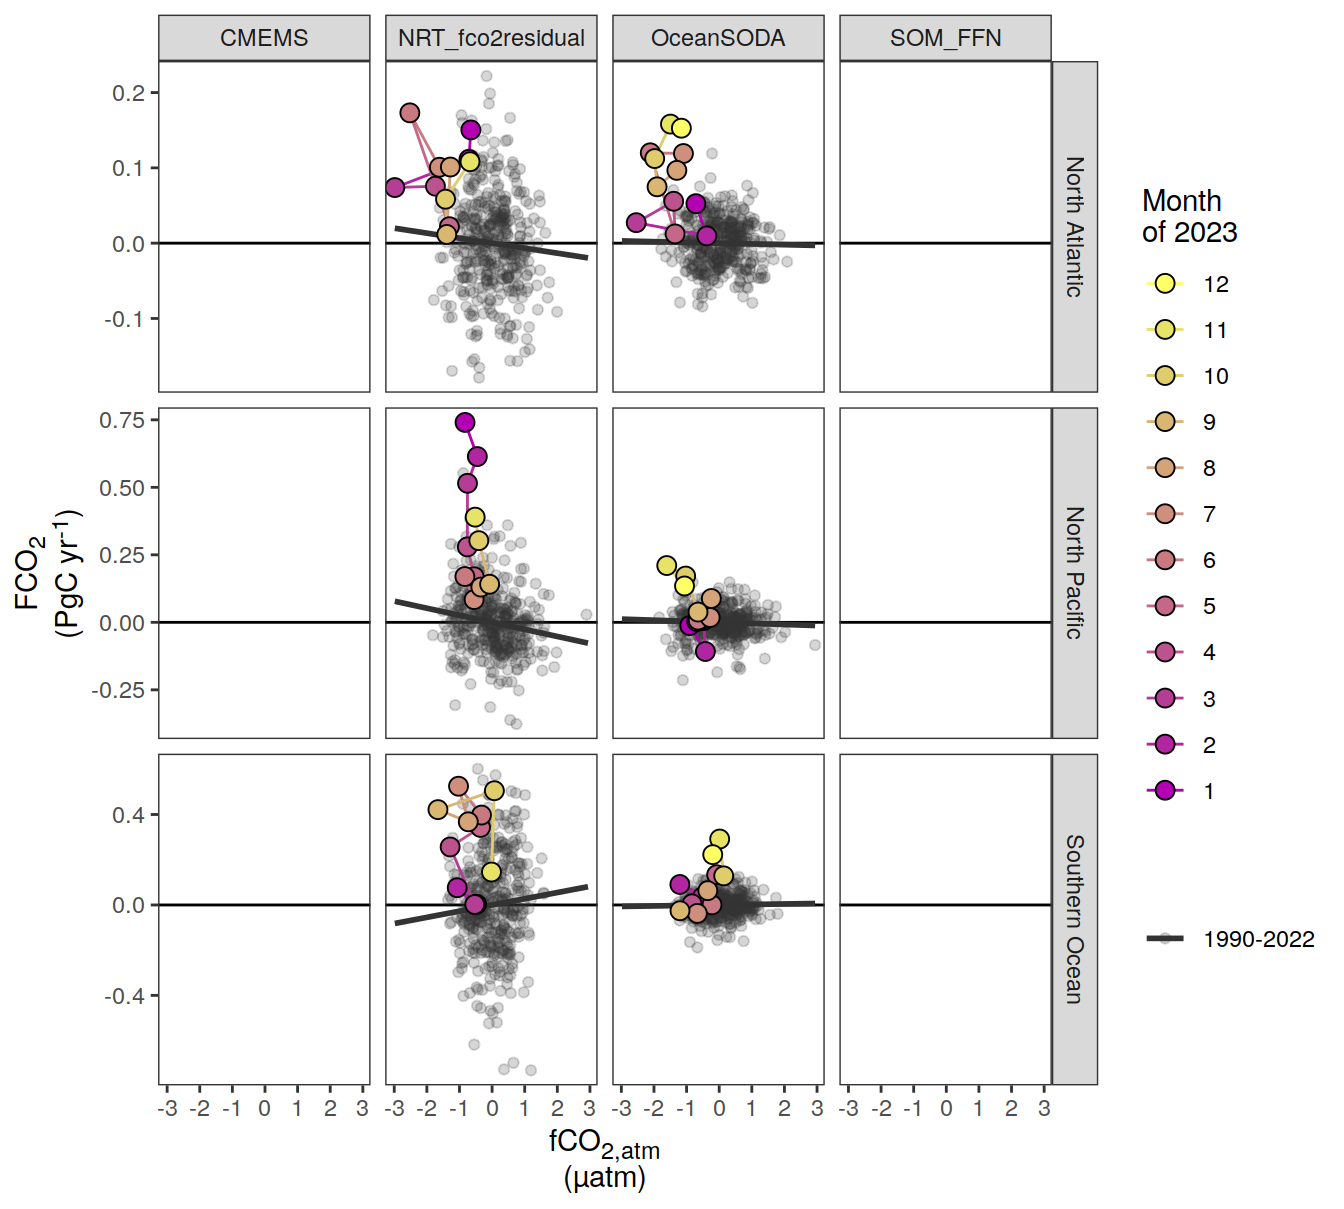 CMEMS NRT_fco2residual OceanSODA SOM_FFN
0.2
0.1
0.0
-0.1
North Atlantic
0.75
0.50
0.25
0.00
-0.25
North Pacific
0.4
0.0
-0.4
Southern Ocean
FCO2
(PgC yr-1)
-3 -2 -1 0 1 2 3 -3 -2 -1 0 1 2 3 -3 -2 -1 0 1 2 3 -3 -2 -1 0 1 2 3
fCO2,atm
(µatm)
Month
of 2023
12
11
10
9
8
7
6
5
4
3
2
1
1990-2022